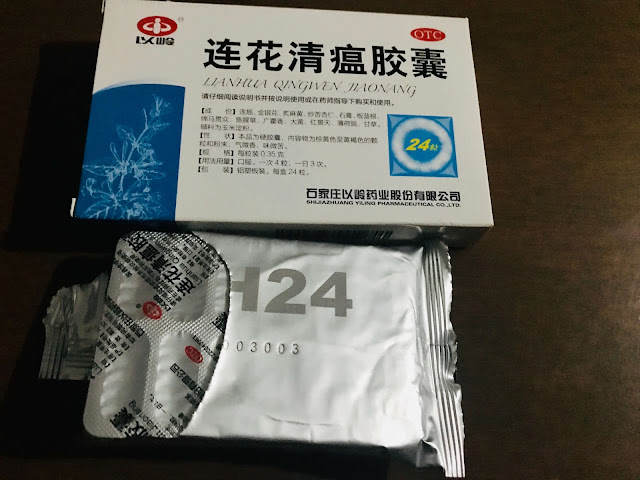 以岭®
OTC
连花清瘟胶囊
LIANHUA QINGWEN JIAONANG
请仔细阅读说明书并按说明使用或在药师指导下购买和使用。
[成 份] 连翘、金银花、炙麻黄、炒苦杏仁、石膏、板蓝根、
绵马贯众、鱼腥草、广藿香、大黄、红景天、薄荷脑、甘草。
辅料为玉米淀粉。
[性 状] 本品为硬胶囊，内容物为棕黄色至黄褐色的颗
粒和粉末；气微香，味微苦。
[规 格] 每粒装0.35克
[用法用量] 口服。一次4粒，一日3次。
[包 装] 铝塑板装。每盒24粒。
24粒
石家庄以岭药业股份有限公司
SHIJIAZHUANG YILING PHARMACEUTICAL CO.,LTD.
H24
003003
连花清瘟胶
OTC
胶囊